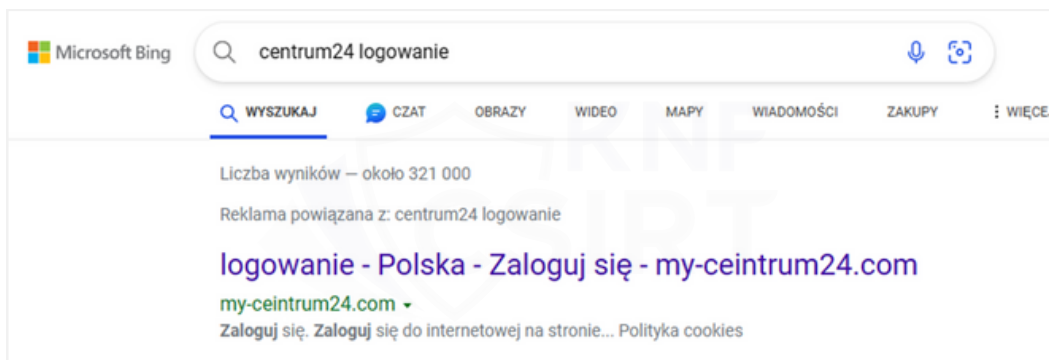 Microsoft Bing
centrum24 logowanie
WYSZUKAJ CZAT OBRAZY WIDEO MAPY WIADOMOŚCI ZAKUPY WIĘCEJ
KNF
CSIRT
Liczba wyników — około 321 000
Reklama powiązana z: centrum24 logowanie
logowanie - Polska - Zaloguj się - my-ceintrum24.com
my-ceintrum24.com
Zaloguj się. Zaloguj się do internetowej na stronie... Polityka cookies